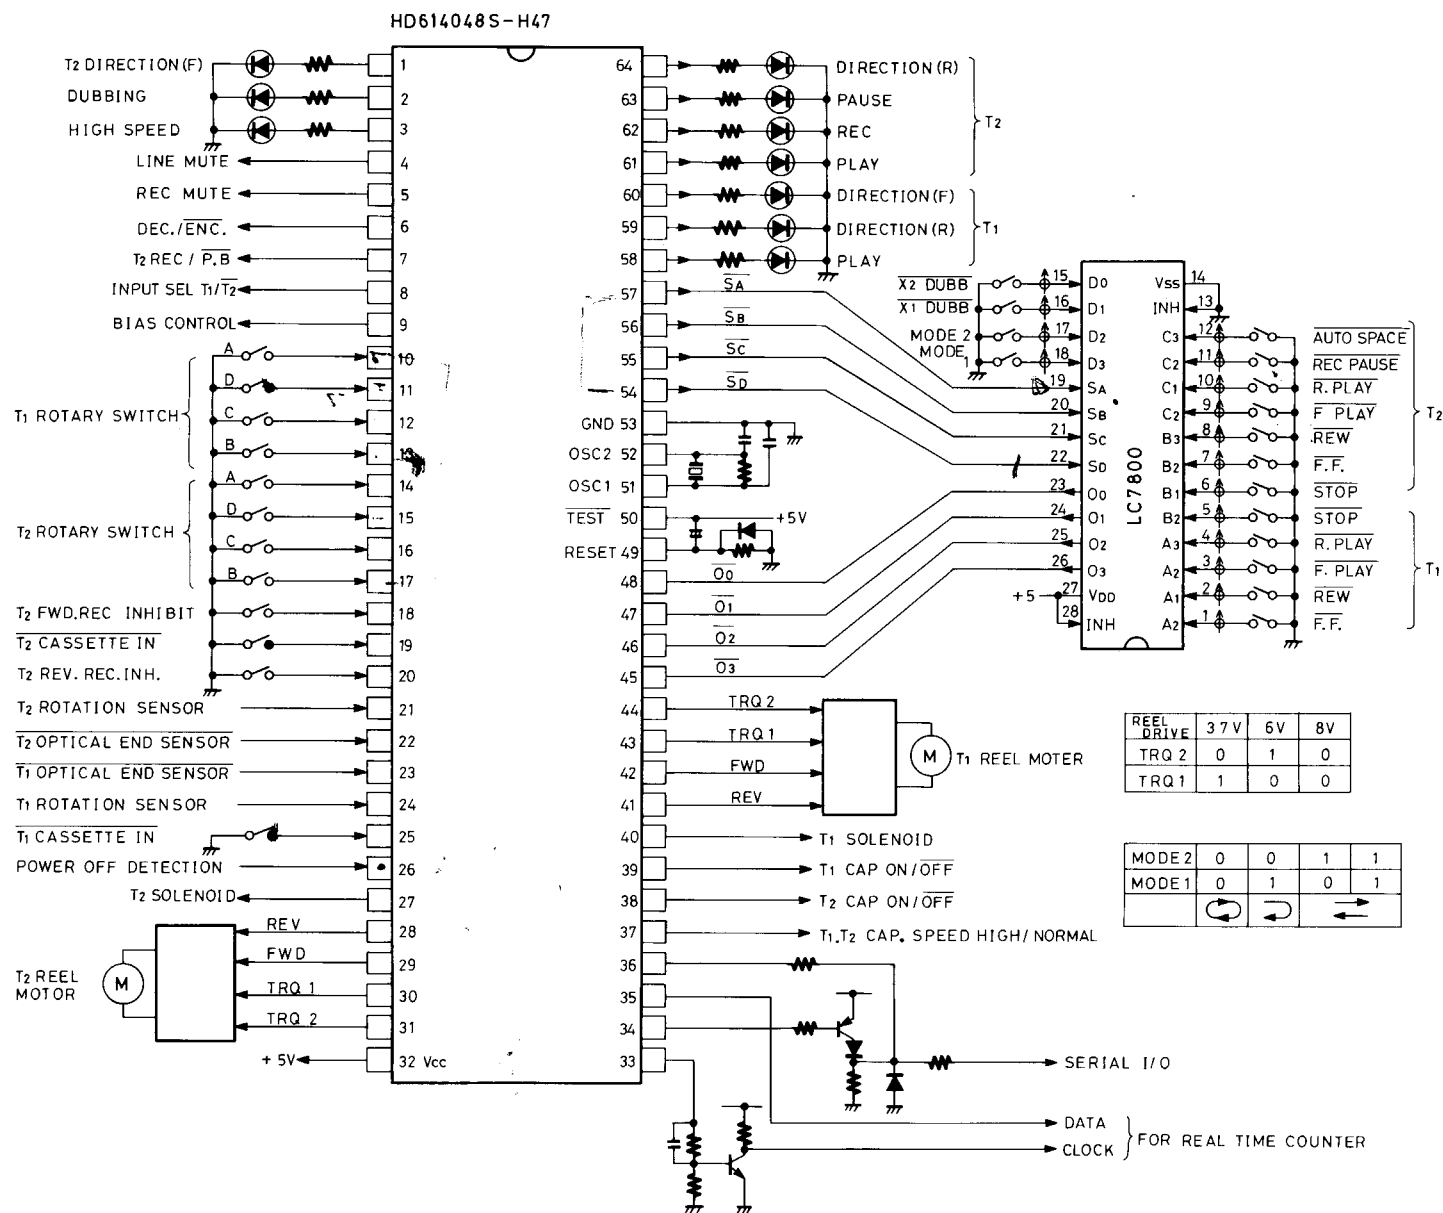 HD614048S-H47
T2 DIRECTION(F) 1
DUBBING 2
HIGH SPEED 3
LINE MUTE 4
REC MUTE 5
DEC./ENC. 6
T2 REC / P.B 7
INPUT SEL T1/T2 8
BIAS CONTROL 9
T1 ROTARY SWITCH
A 10
D 11
C 12
B 13
T2 ROTARY SWITCH
A 14
D 15
C 16
B 17
T2 FWD.REC INHIBIT 18
T2 CASSETTE IN 19
T2 REV. REC.INH. 20
T2 ROTATION SENSOR 21
T2 OPTICAL END SENSOR 22
T1 OPTICAL END SENSOR 23
T1 ROTATION SENSOR 24
T1 CASSETTE IN 25
POWER OFF DETECTION 26
T2 SOLENOID 27
T2 REEL
MOTOR
M
REV 28
FWD 29
TRQ 1 30
TRQ 2 31
+ 5V 32 Vcc
64 DIRECTION(R)
63 PAUSE
62 REC
61 PLAY
T2
60 DIRECTION(F)
59 DIRECTION(R)
58 PLAY
T1
57 SA
56 SB
55 SC
54 SD
GND 53
OSC2 52
OSC1 51
TEST 50 +5V
RESET 49
48 O0
47 O1
46 O2
45 O3
44 TRQ 2
43 TRQ 1
42 FWD
41 REV
M
T1 REEL MOTER
40 T1 SOLENOID
39 T1 CAP ON/OFF
38 T2 CAP ON/OFF
37 T1.T2 CAP. SPEED HIGH/ NORMAL
36
35
34
33
SERIAL I/O
DATA
CLOCK
FOR REAL TIME COUNTER
LC7800
X2 DUBB 15 D0
X1 DUBB 16 D1
MODE 2 17 D2
MODE 1 18 D3
19 SA
20 SB
21 SC
22 SD
23 O0
24 O1
25 O2
26 O3
+5 27 VDD
28 INH
VSS 14
INH 13
C3 12 AUTO SPACE
C2 11 REC PAUSE
C1 10 R. PLAY
C2 9 F PLAY
B3 8 REW
B2 7 F.F.
B1 6 STOP
T2
B2 5 STOP
A3 4 R. PLAY
A2 3 F. PLAY
A1 2 REW
A2 1 F.F.
T1
REEL DRIVE 37V 6V 8V
TRQ 2 0 1 0
TRQ 1 1 0 0
MODE 2 0 0 1 1
MODE 1 0 1 0 1